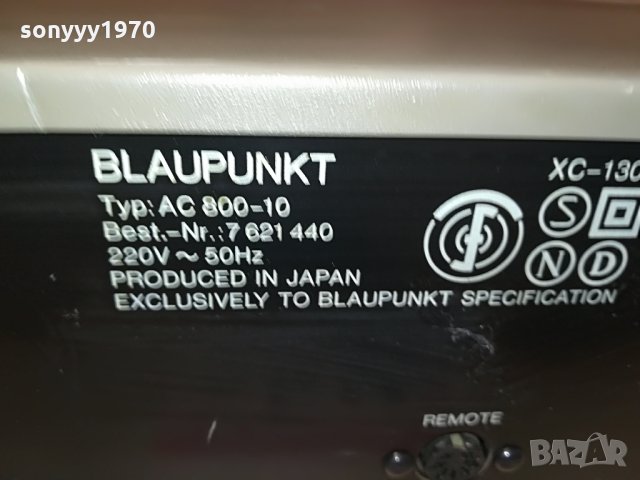 sonyyy1970
BLAUPUNKT
XC-130
Typ: AC 800-10
Best.-Nr.: 7 621 440
220V ~ 50Hz
PRODUCED IN JAPAN
EXCLUSIVELY TO BLAUPUNKT SPECIFICATION
S
N D
REMOTE
BAZAR